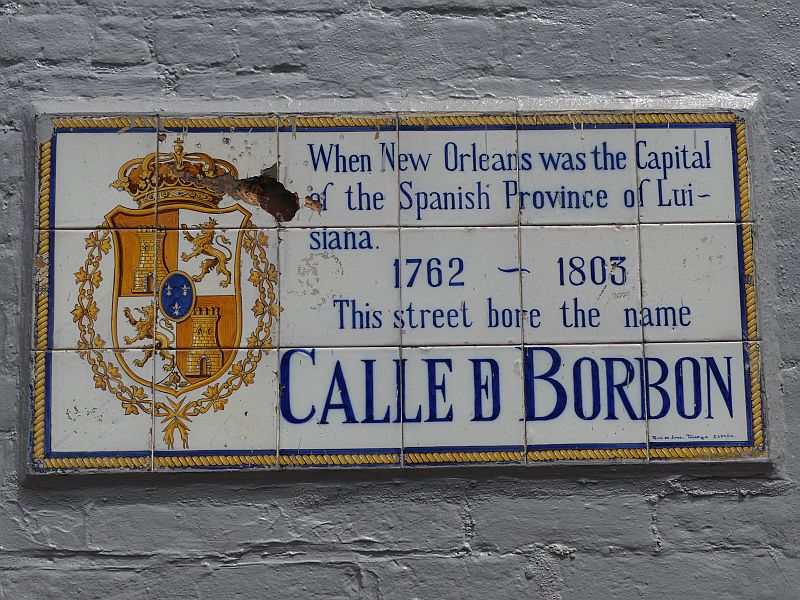 When New Orleans was the Capital
of the Spanish Province of Lui-
siana.
1762 ~ 1803
This street bore the name
CALLE D BORBON